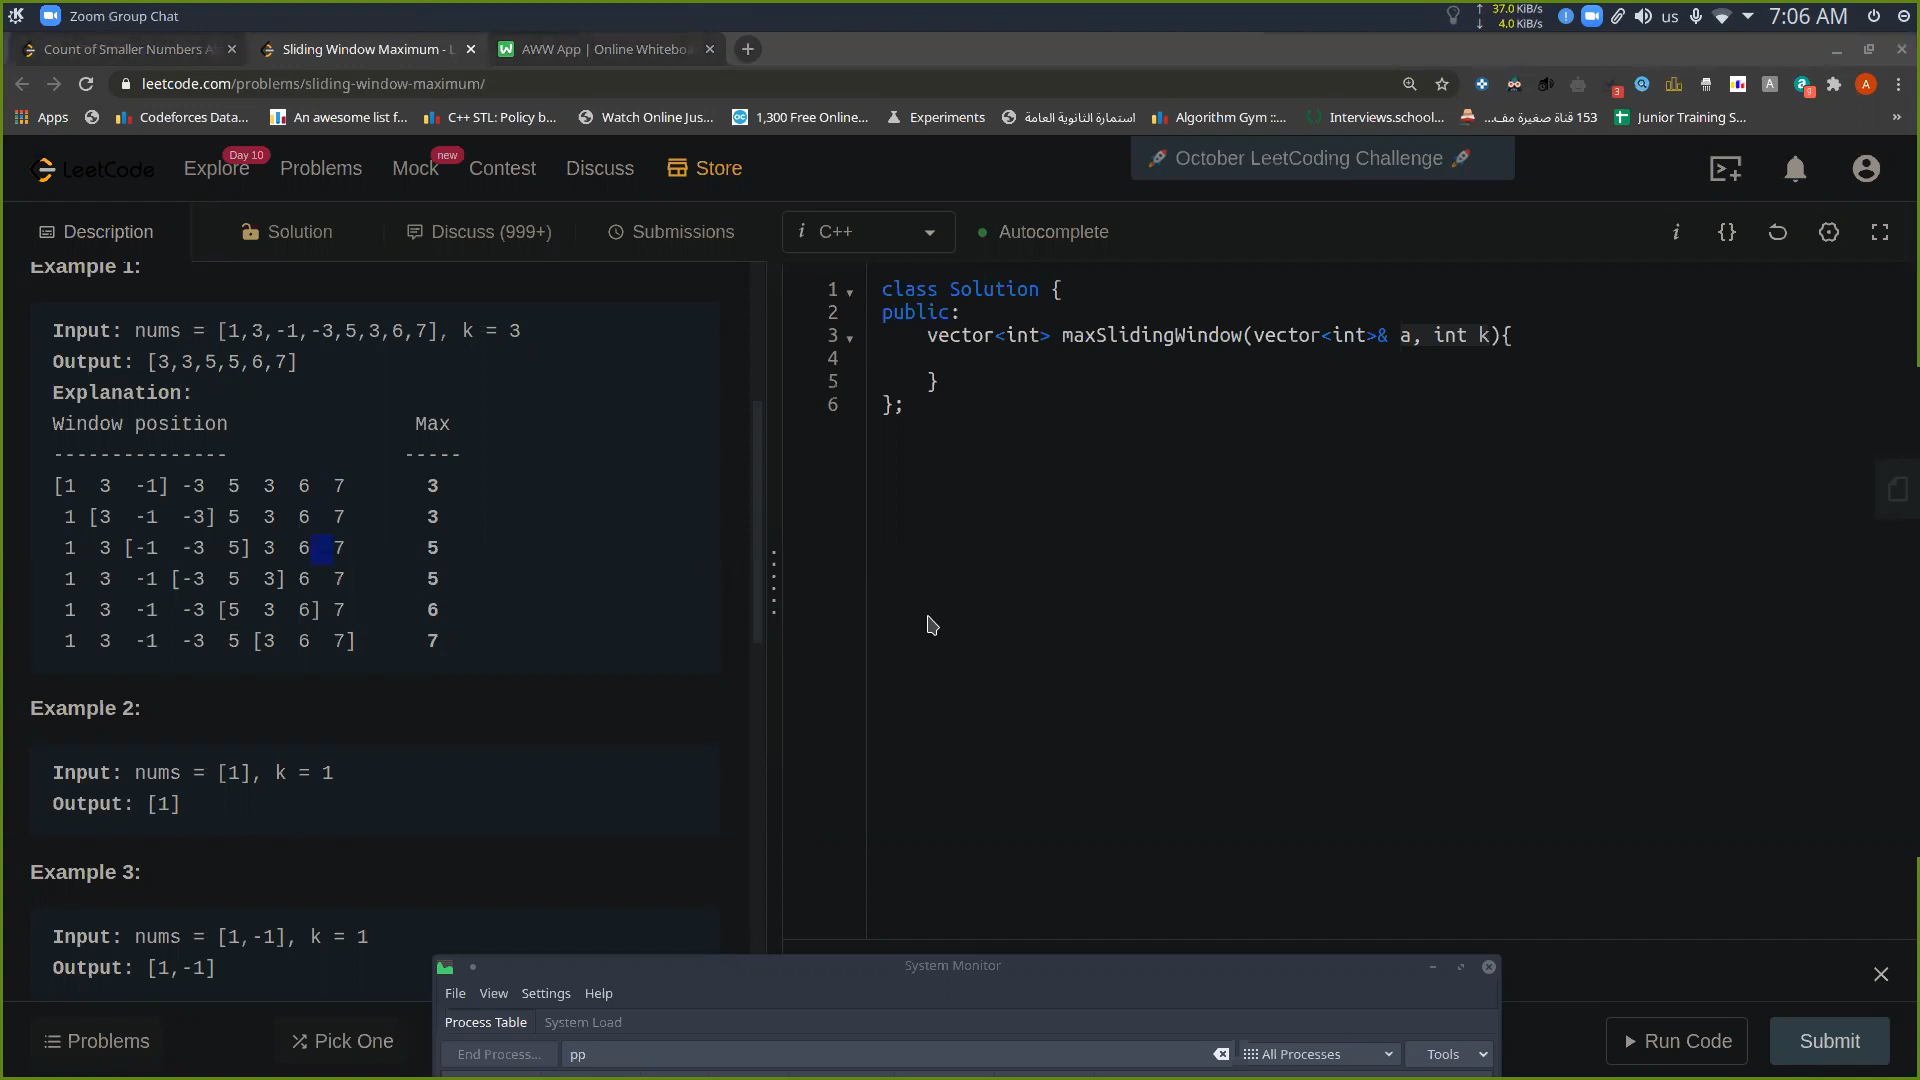 Zoom Group Chat
37.0 KiB/s
4.0 KiB/s
us
7:06 AM
Count of Smaller Numbers A
Sliding Window Maximum - L
AWW App | Online Whiteboa
leetcode.com/problems/sliding-window-maximum/
3
A
9
A
Apps
Codeforces Data...
An awesome list f...
C++ STL: Policy b...
Watch Online Jus...
1,300 Free Online...
Experiments
استمارة الثانوية العامة
Algorithm Gym ::...
Interviews.school...
153 قناة صغيرة مف...
Junior Training S...
»
LeetCode
Explore
Day 10
Problems
Mock
new
Contest
Discuss
Store
October LeetCoding Challenge
Description
Solution
Discuss (999+)
Submissions
i C++
Autocomplete
i
{}
Example 1:
Input: nums = [1,3,-1,-3,5,3,6,7], k = 3
Output: [3,3,5,5,6,7]
Explanation:
Window position Max
--------------- -----
[1 3 -1] -3 5 3 6 7 3
1 [3 -1 -3] 5 3 6 7 3
1 3 [-1 -3 5] 3 6 7 5
1 3 -1 [-3 5 3] 6 7 5
1 3 -1 -3 [5 3 6] 7 6
1 3 -1 -3 5 [3 6 7] 7
Example 2:
Input: nums = [1], k = 1
Output: [1]
Example 3:
Input: nums = [1,-1], k = 1
Output: [1,-1]
1 class Solution {
2 public:
3 vector<int> maxSlidingWindow(vector<int>& a, int k){
4
5 }
6 };
System Monitor
File View Settings Help
Process Table System Load
End Process...
pp
All Processes
Tools
Problems
Pick One
Run Code
Submit